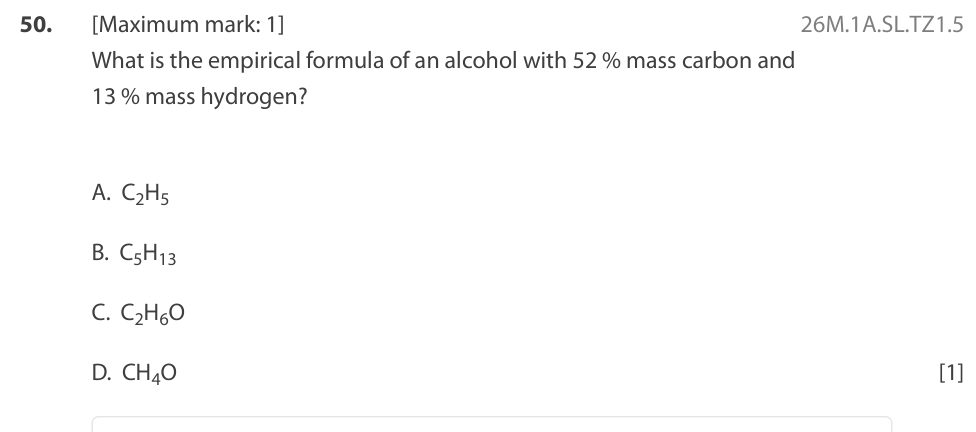 50. [Maximum mark: 1] 26M.1A.SL.TZ1.5
What is the empirical formula of an alcohol with 52 % mass carbon and
13 % mass hydrogen?
A. C₂H₅
B. C₅H₁₃
C. C₂H₆O
D. CH₄O [1]